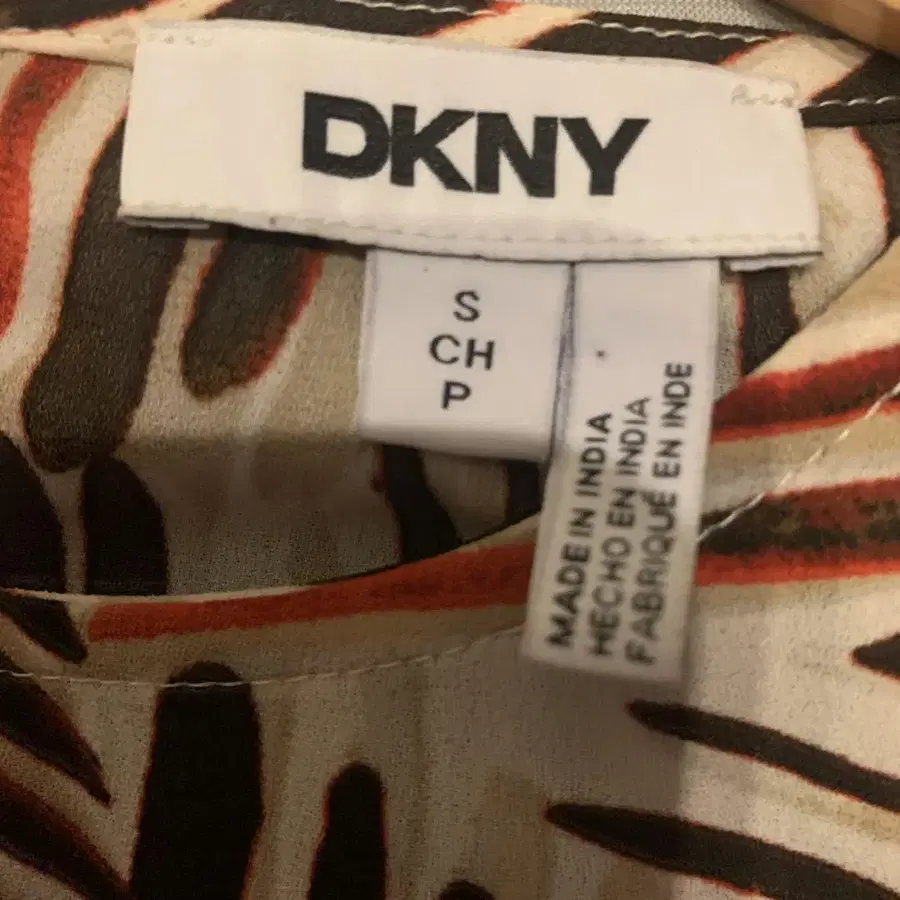 DKNY
S
CH
P
MADE IN INDIA
HECHO EN INDIA
FABRIQUÉ EN INDE